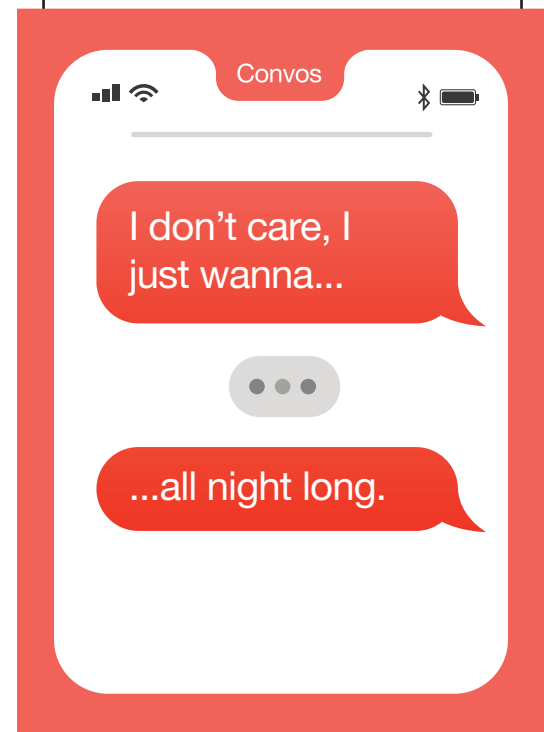 Convos
I don’t care, I
just wanna...
...all night long.